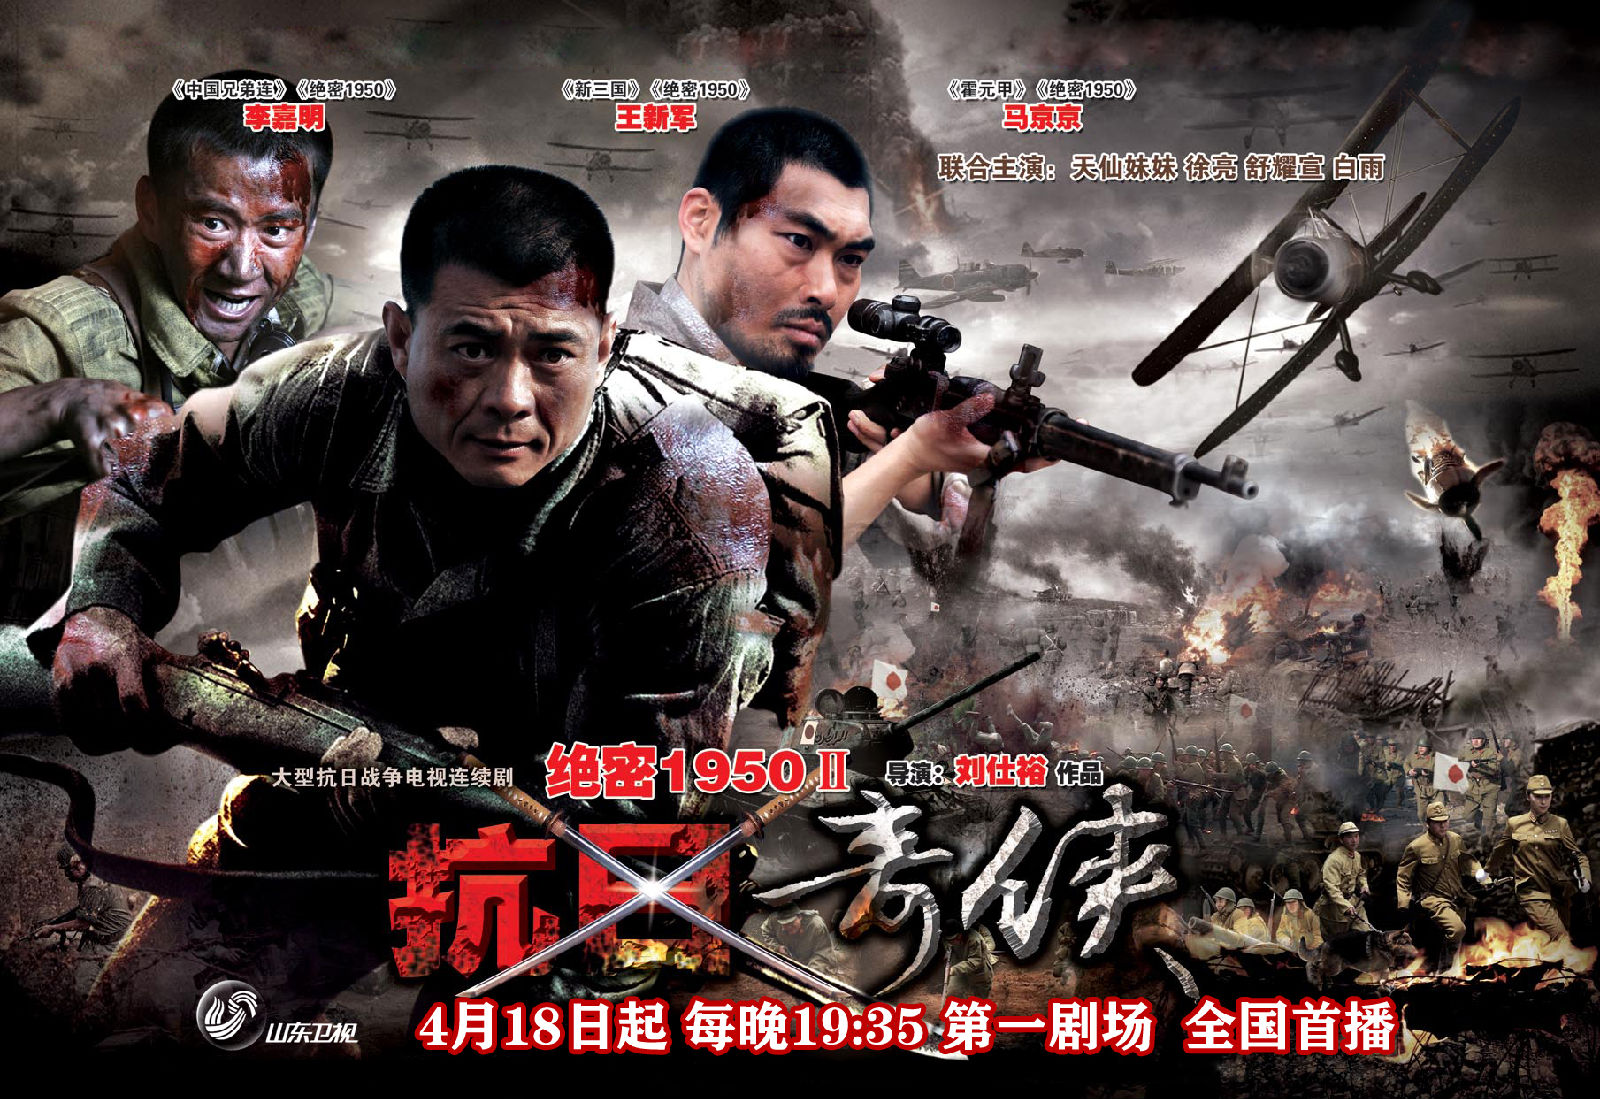 《中国兄弟连》《绝密1950》
李嘉明
《新三国》《绝密1950》
王新军
《霍元甲》《绝密1950》
马京京
联合主演：天仙妹妹 徐亮 舒耀宣 白雨
大型抗日战争电视连续剧
绝密1950Ⅱ
导演：刘仕裕 作品
抗日奇侠
山东卫视
4月18日起 每晚19:35 第一剧场 全国首播